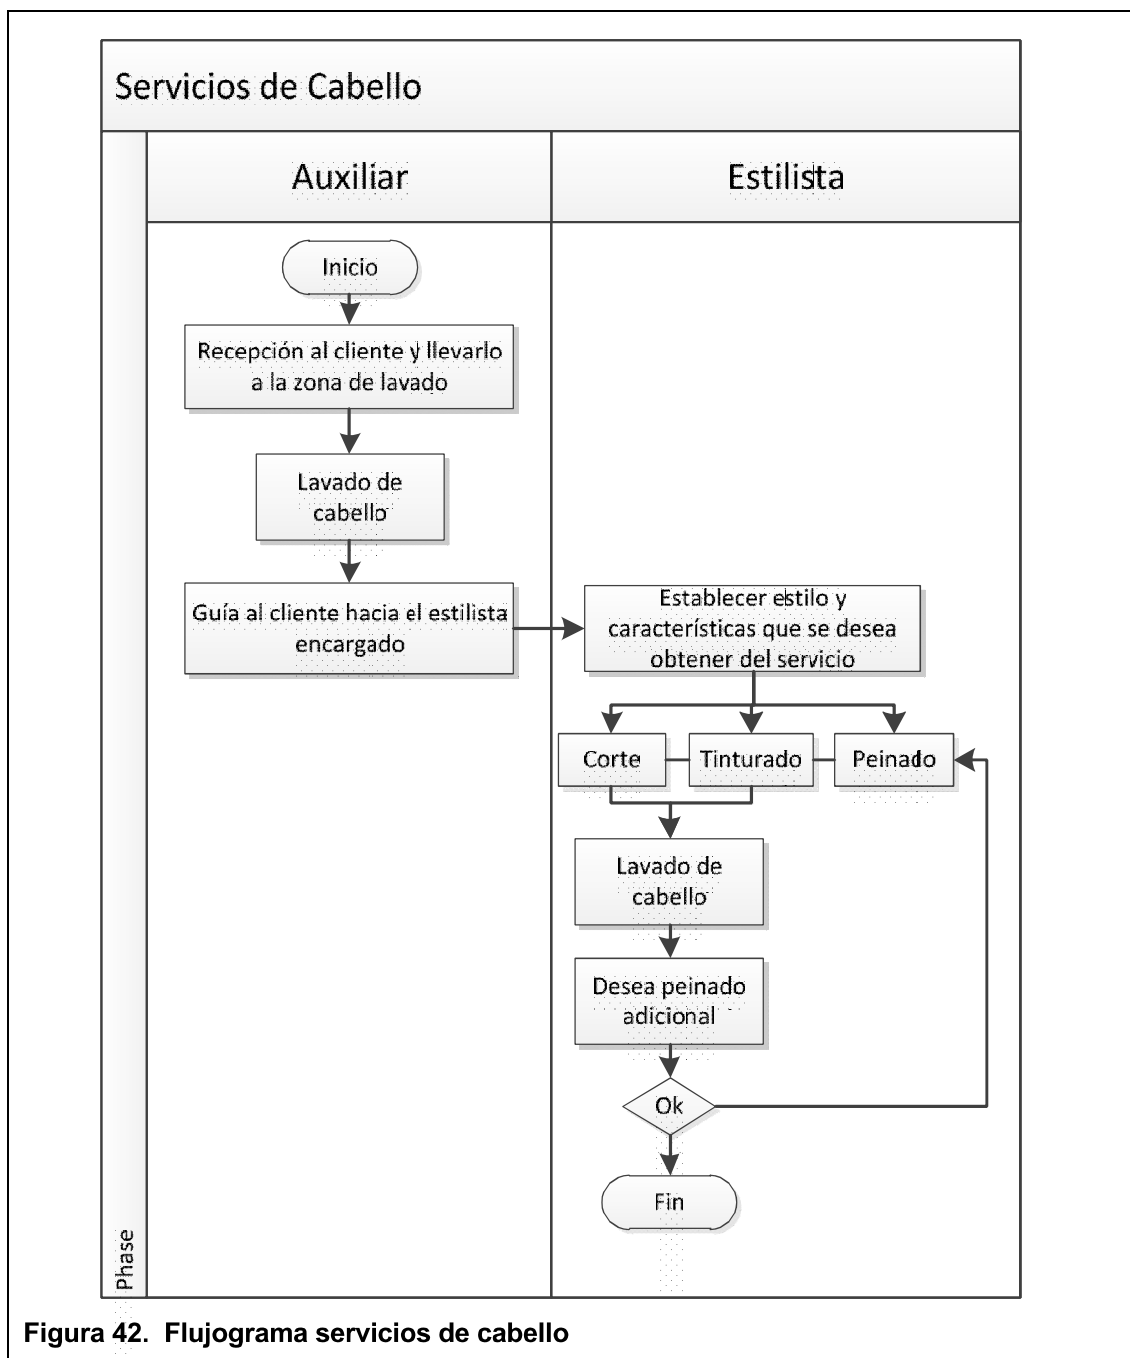 Servicios de Cabello
Auxiliar
Estilista
Inicio
Recepción al cliente y llevarlo
a la zona de lavado
Lavado de
cabello
Guía al cliente hacia el estilista
encargado
Establecer estilo y
características que se desea
obtener del servicio
Corte
Tinturado
Peinado
Lavado de
cabello
Desea peinado
adicional
Ok
Fin
Phase
Figura 42. Flujograma servicios de cabello